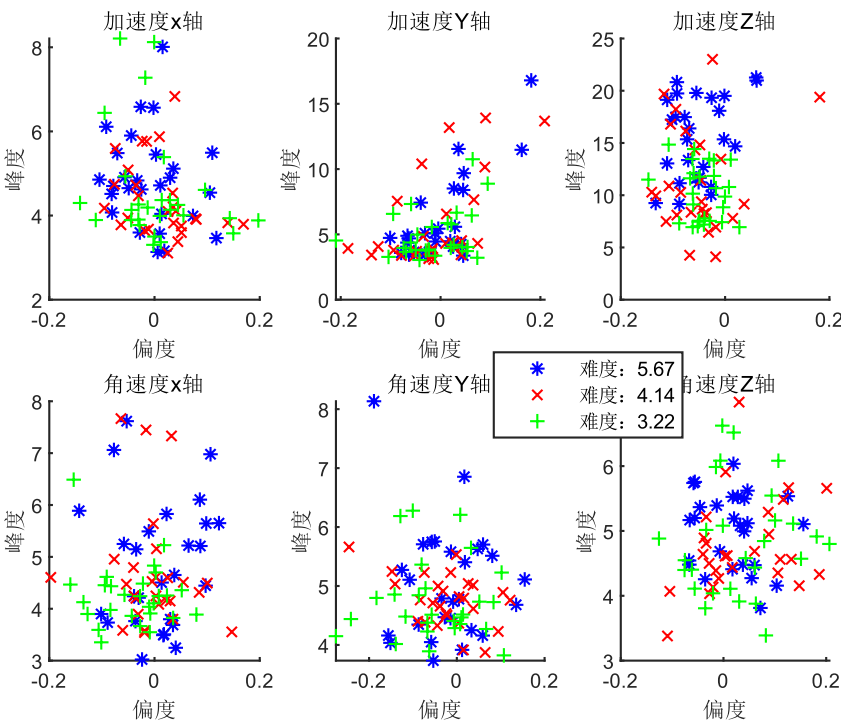 加速度x轴 加速度Y轴 加速度Z轴
8 20 25
6 15 20
4 10 15
2 5 10
0 5
0
峰度 峰度 峰度
-0.2 0 0.2 -0.2 0 0.2 -0.2 0 0.2
偏度 偏度 偏度
难度：5.67
难度：4.14
难度：3.22
角速度x轴 角速度Y轴 角速度Z轴
8 8
7 7
6 6 6
5 5 5
4 4 4
3 3
峰度 峰度 峰度
-0.2 0 0.2 -0.2 0 0.2 -0.2 0 0.2
偏度 偏度 偏度